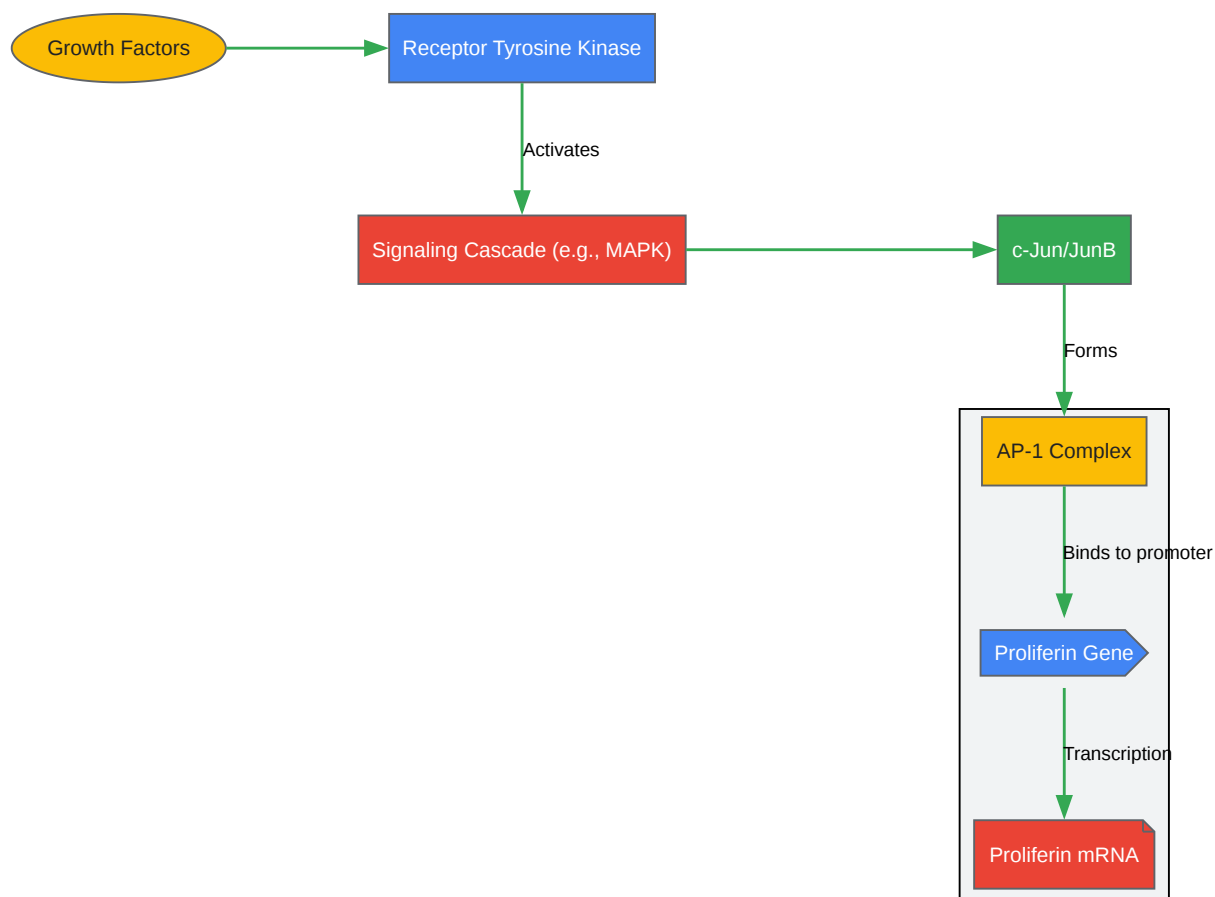 Growth Factors
Receptor Tyrosine Kinase
Activates
Signaling Cascade (e.g., MAPK)
c-Jun/JunB
Forms
AP-1 Complex
Binds to promoter
Proliferin Gene
Transcription
Proliferin mRNA